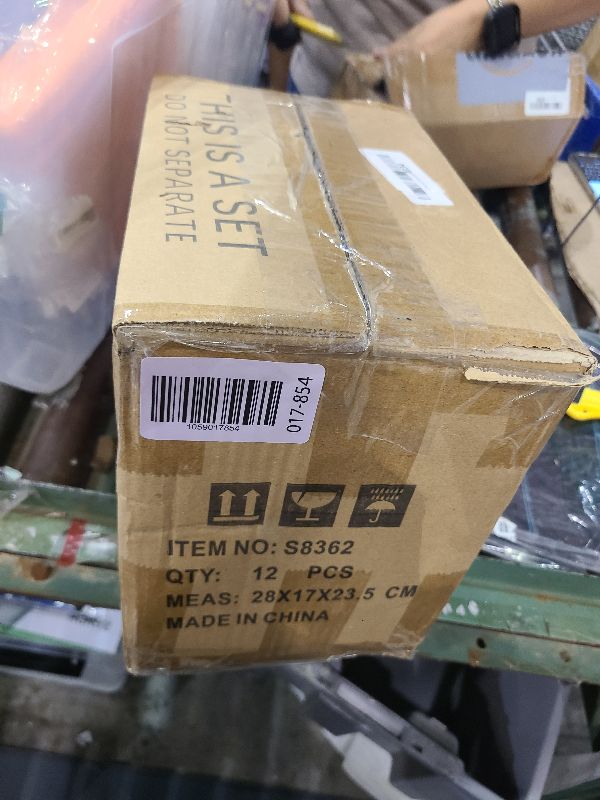 THIS IS A SET
DO NOT SEPARATE
1059017854
017-854
ITEM NO: S8362
QTY: 12 PCS
MEAS: 28X17X23.5 CM
MADE IN CHINA